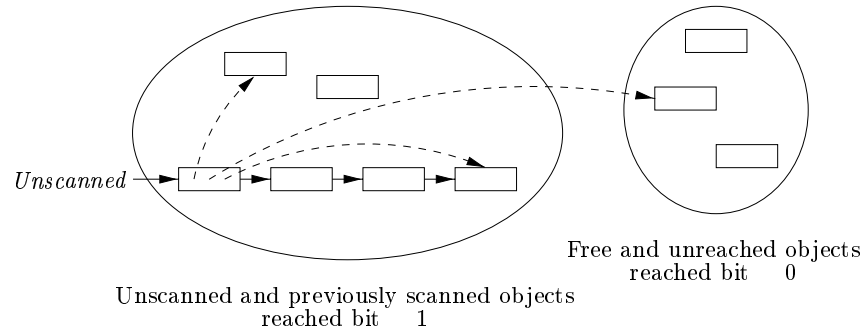 Unscanned
Free and unreached objects
reached bit 0
Unscanned and previously scanned objects
reached bit 1